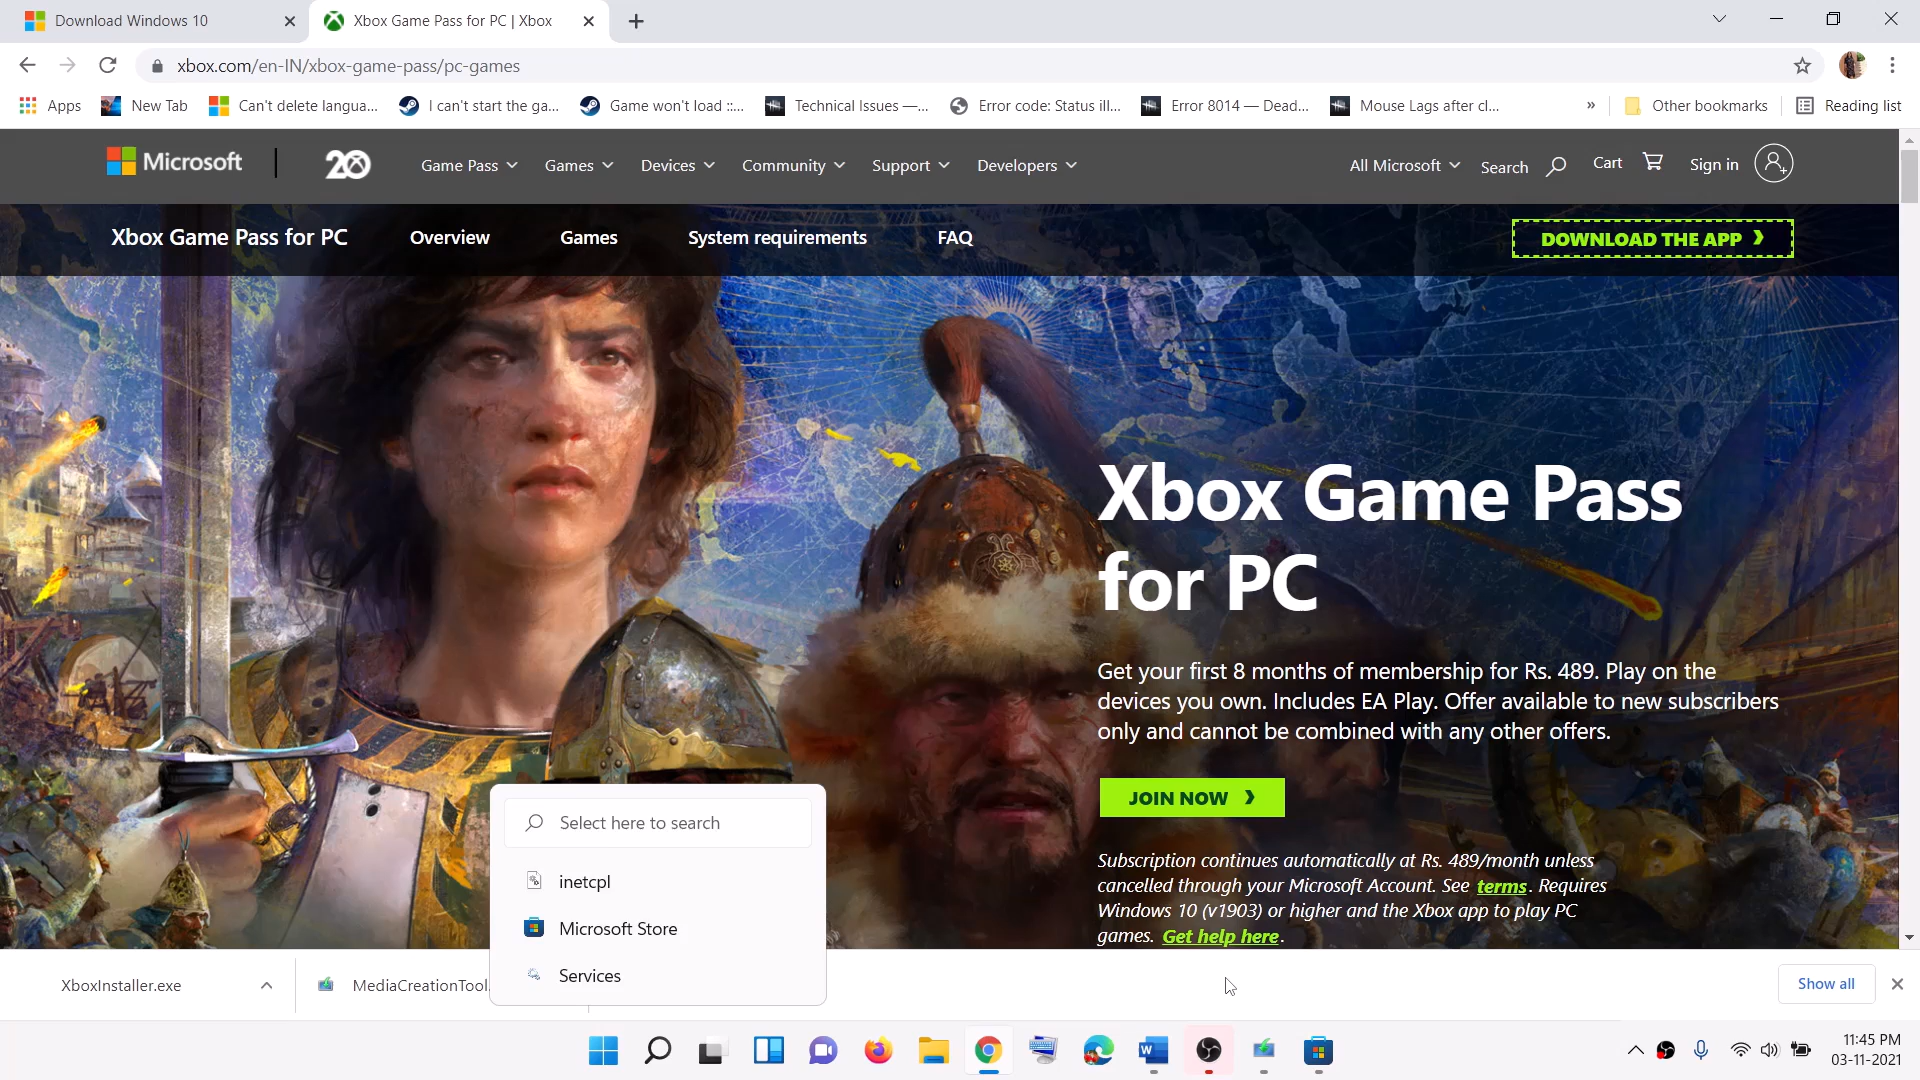 Download Windows 10
Xbox Game Pass for PC | Xbox
xbox.com/en-IN/xbox-game-pass/pc-games
Apps
New Tab
Can't delete langua...
I can't start the ga...
Game won't load ::...
Technical Issues —...
Error code: Status ill...
Error 8014 — Dead...
Mouse Lags after cl...
»
Other bookmarks
Reading list
Microsoft
20
Game Pass
Games
Devices
Community
Support
Developers
All Microsoft
Search
Cart
Sign in
Xbox Game Pass for PC
Overview
Games
System requirements
FAQ
DOWNLOAD THE APP
Xbox Game Pass
for PC
Get your first 8 months of membership for Rs. 489. Play on the
devices you own. Includes EA Play. Offer available to new subscribers
only and cannot be combined with any other offers.
JOIN NOW
Subscription continues automatically at Rs. 489/month unless
cancelled through your Microsoft Account. See terms. Requires
Windows 10 (v1903) or higher and the Xbox app to play PC
games. Get help here.
Select here to search
inetcpl
Microsoft Store
Services
XboxInstaller.exe
MediaCreationTool.
Show all
11:45 PM
03-11-2021